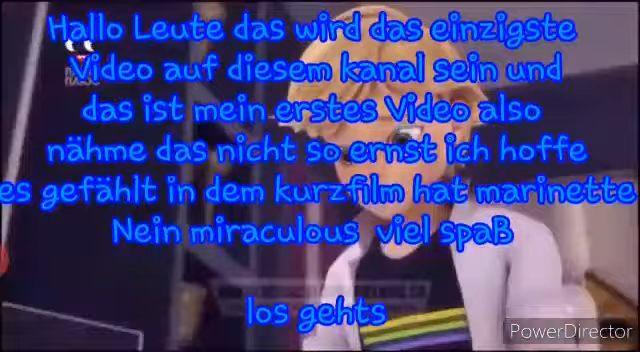 Hallo Leute das wird das einzigste
Video auf diesem kanal sein und
das ist mein erstes Video also
nähme das nicht so ernst ich hoffe
es gefählt in dem kurzfilm hat marinette
Nein miraculous viel spaß
los gehts
PowerDirector